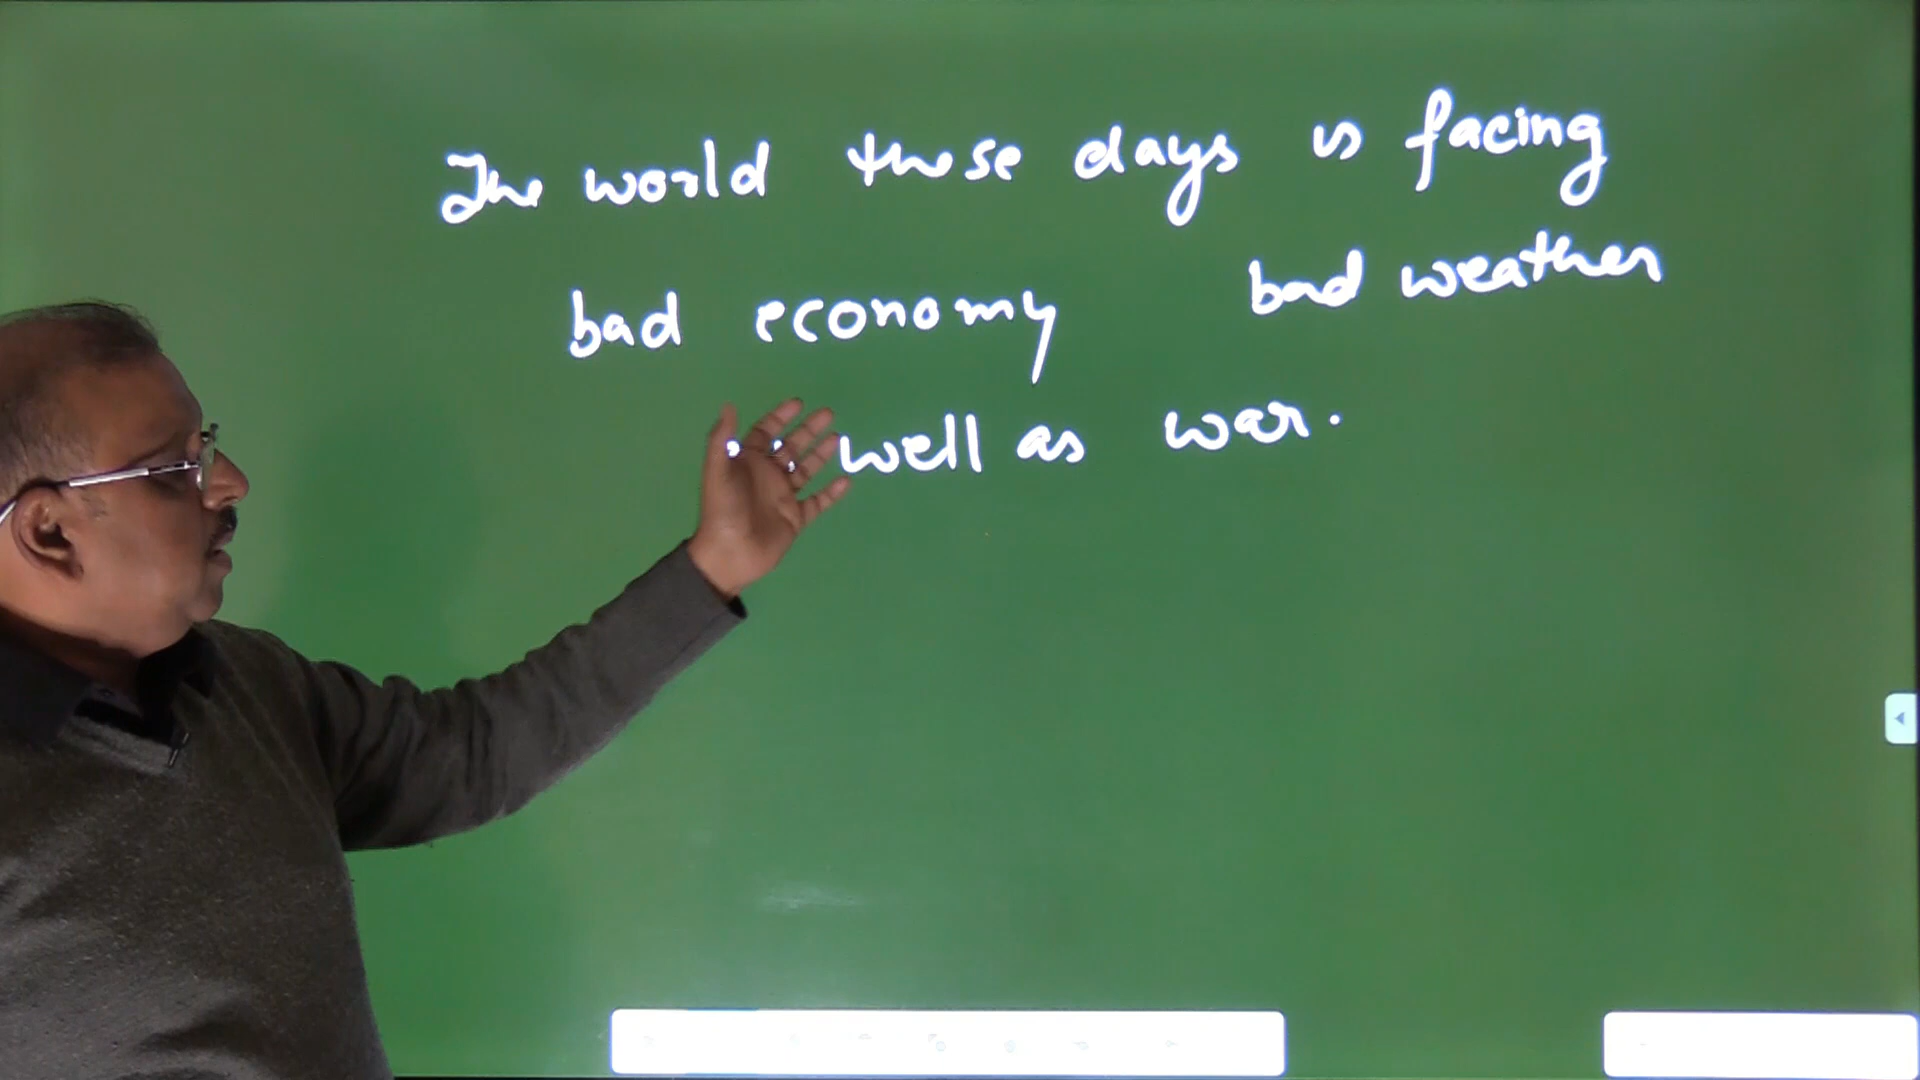 The world these days is facing
bad economy bad weather
well as war.